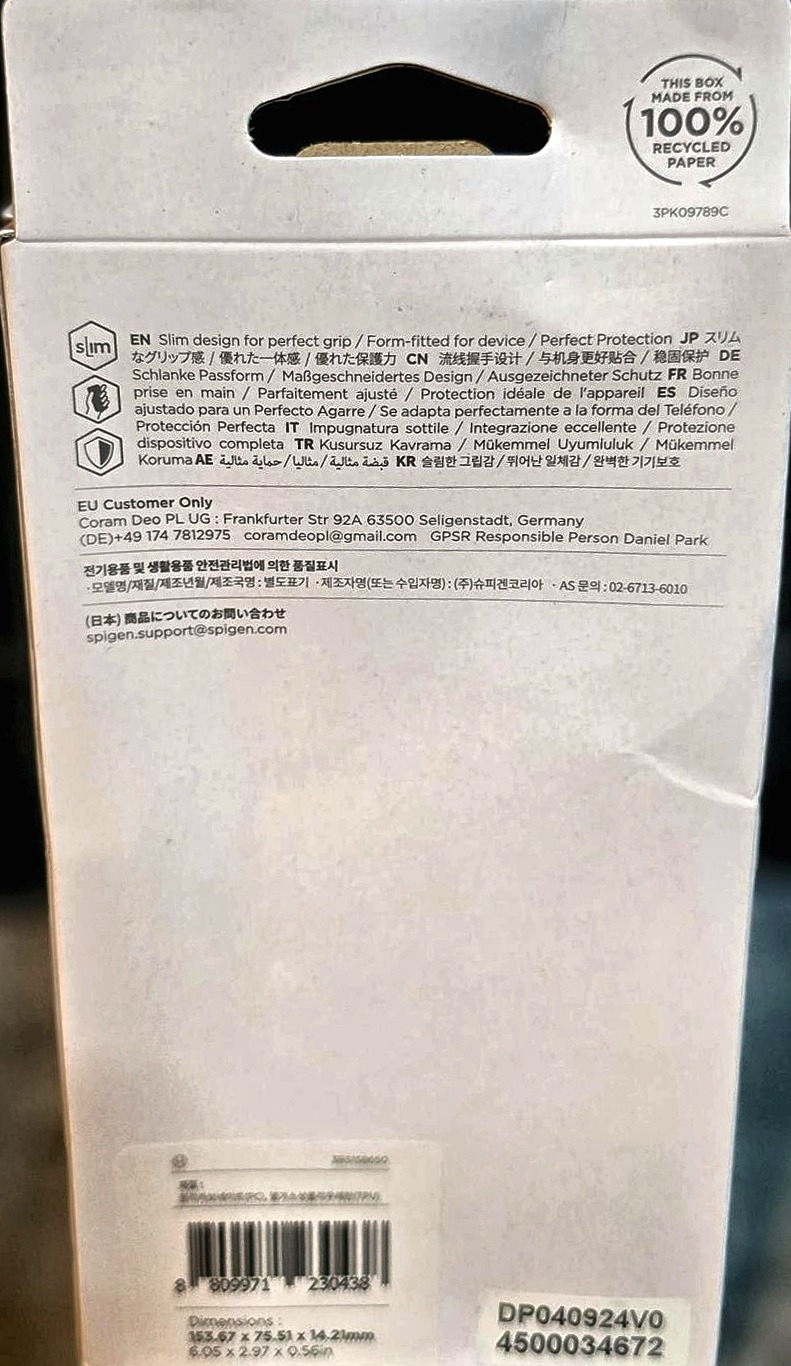 THIS BOX
MADE FROM
100%
RECYCLED
PAPER
3PK09789C
slim
EN Slim design for perfect grip / Form-fitted for device / Perfect Protection JP スリム
なグリップ感 / 優れた一体感 / 優れた保護力 CN 流线握手设计 / 与机身更好贴合 / 稳固保护 DE
Schlanke Passform / Maßgeschneidertes Design / Ausgezeichneter Schutz FR Bonne
prise en main / Parfaitement ajusté / Protection idéale de l'appareil ES Diseño
ajustado para un Perfecto Agarre / Se adapta perfectamente a la forma del Teléfono /
Protección Perfecta IT Impugnatura sottile / Integrazione eccellente / Protezione
dispositivo completa TR Kusursuz Kavrama / Mükemmel Uyumluluk / Mükemmel
Koruma AE قبضة مثالية/مثاليا/حماية مثالية KR 슬림한 그립감 / 뛰어난 일체감 / 완벽한 기기보호
EU Customer Only
Coram Deo PL UG : Frankfurter Str 92A 63500 Seligenstadt, Germany
(DE)+49 174 7812975 coramdeopl@gmail.com GPSR Responsible Person Daniel Park
전기용품 및 생활용품 안전관리법에 의한 품질표시
·모델명/재질/제조년월/제조국명 : 별도표기 ·제조자명(또는 수입자명) : (주)슈피겐코리아 ·AS 문의 : 02-6713-6010
(日本) 商品についてのお問い合わせ
spigen.support@spigen.com
8 809971 230438
Dimensions :
153.67 x 75.51 x 14.21mm
6.05 x 2.97 x 0.56in
DP040924V0
4500034672